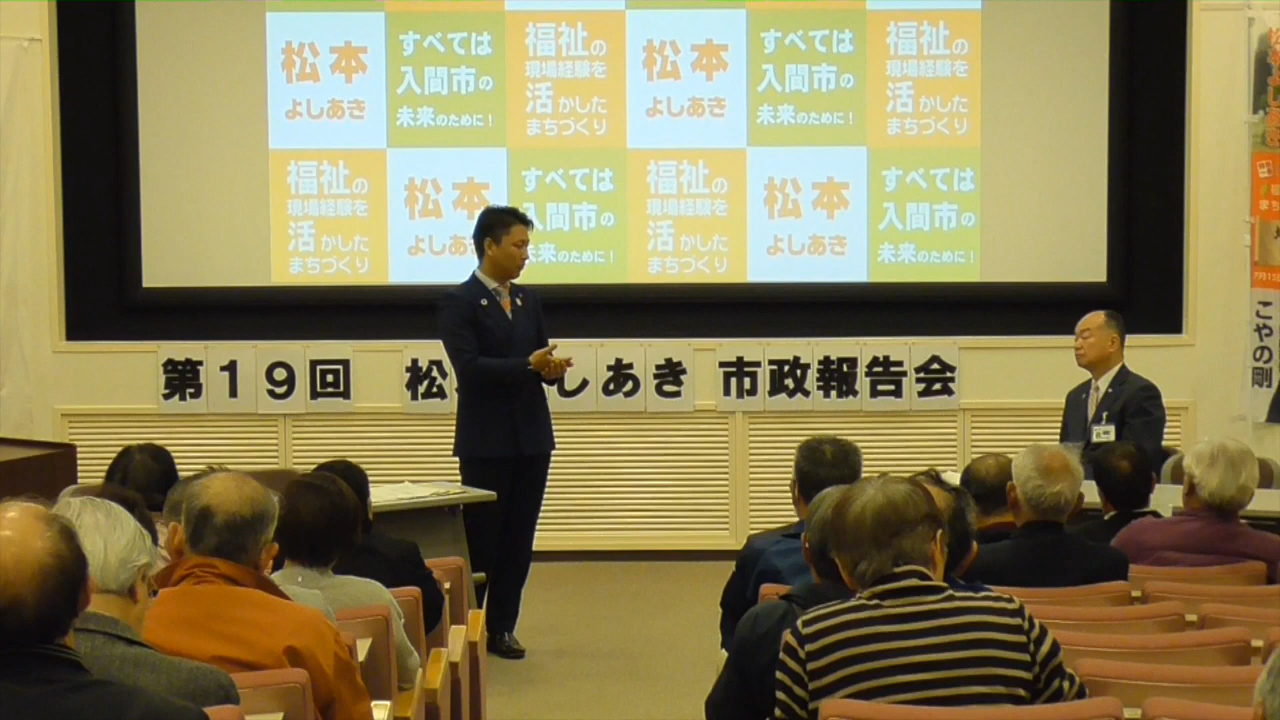 松本
よしあき
すべては
入間市の
未来のために!
福祉の
現場経験を
活かした
まちづくり
松本
よしあき
すべては
入間市の
未来のために!
福祉の
現場経験を
活かした
まちづくり
福祉の
現場経験を
活かした
まちづくり
松本
よしあ
すべては
入間市の
未来のために!
福祉の
現場経験を
活かした
まちづくり
松本
よしあき
すべては
入間市の
未来のために!
第19回 松 しあき 市政報告会
こやの剛